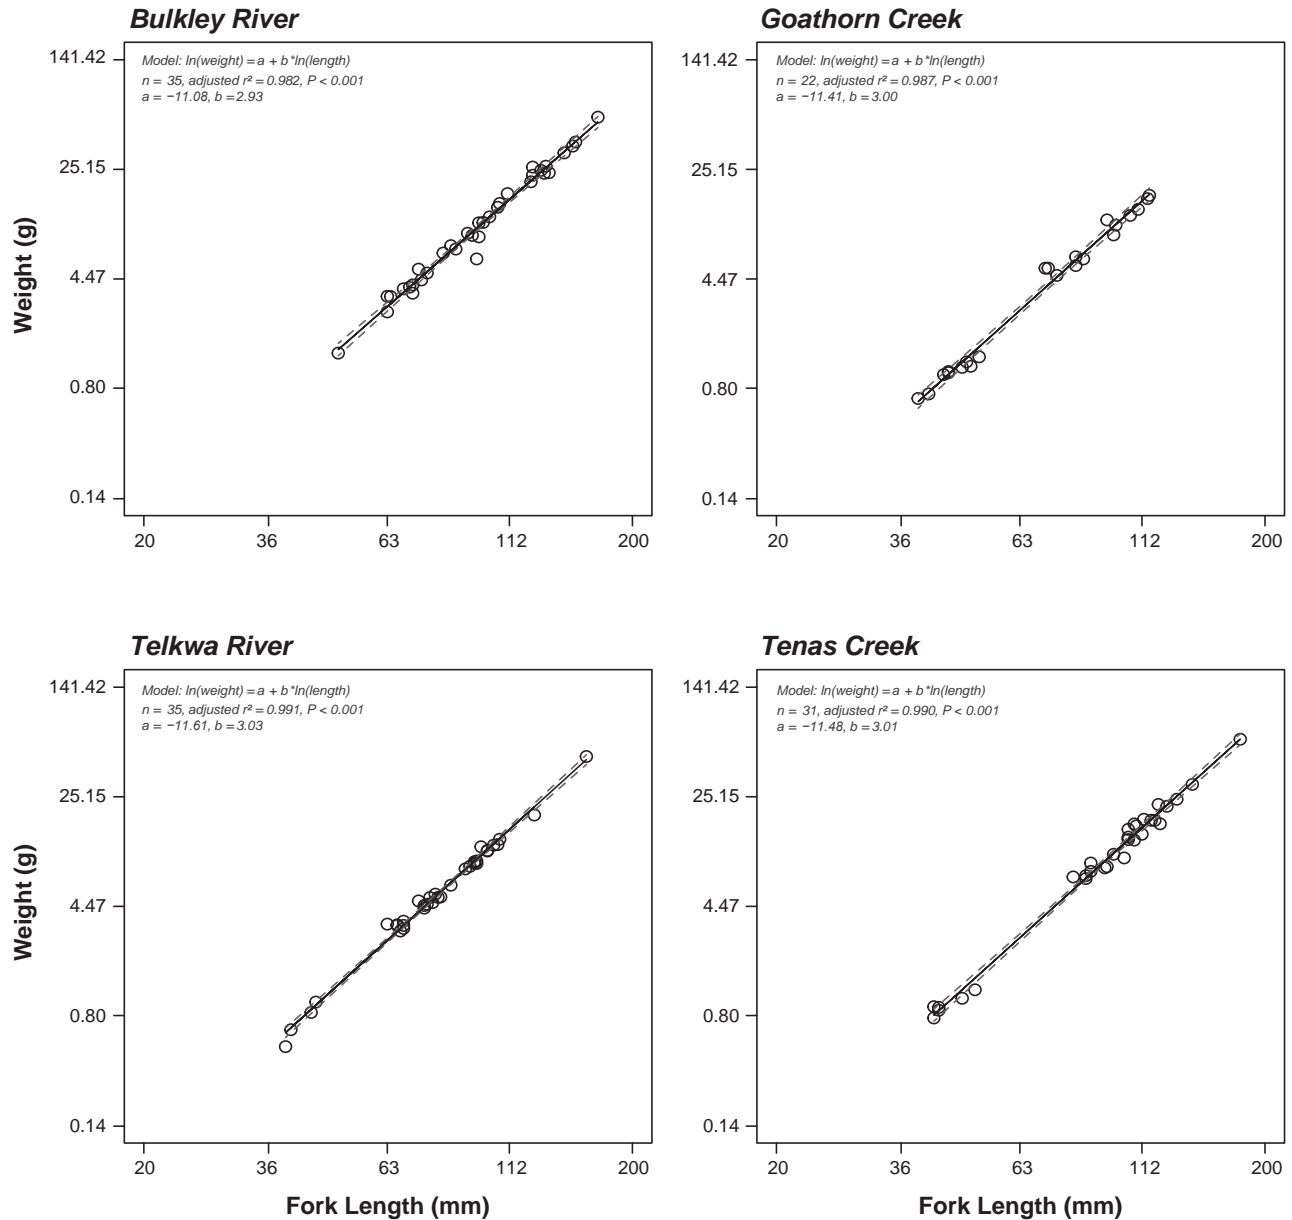 Bulkley River
Model: ln(weight) = a + b*ln(length)
n = 35, adjusted r² = 0.982, P < 0.001
a = −11.08, b = 2.93
141.42
25.15
4.47
0.80
0.14
Weight (g)
20 36 63 112 200
Goathorn Creek
Model: ln(weight) = a + b*ln(length)
n = 22, adjusted r² = 0.987, P < 0.001
a = −11.41, b = 3.00
141.42
25.15
4.47
0.80
0.14
20 36 63 112 200
Telkwa River
Model: ln(weight) = a + b*ln(length)
n = 35, adjusted r² = 0.991, P < 0.001
a = −11.61, b = 3.03
141.42
25.15
4.47
0.80
0.14
Weight (g)
20 36 63 112 200
Fork Length (mm)
Tenas Creek
Model: ln(weight) = a + b*ln(length)
n = 31, adjusted r² = 0.990, P < 0.001
a = −11.48, b = 3.01
141.42
25.15
4.47
0.80
0.14
20 36 63 112 200
Fork Length (mm)